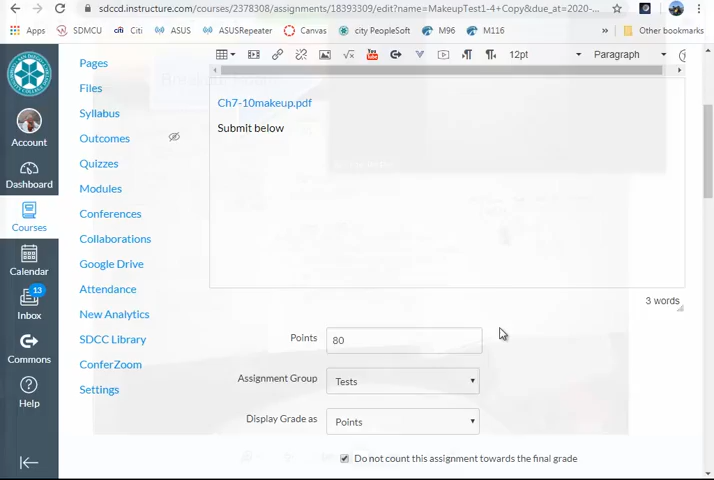 sdccd.instructure.com/courses/2378308/assignments/18399309/edit?name=MakeupTest1-4+Copy&due_at=2020-...
Apps SDMCU Citi ASUS ASUSRepeater Canvas city PeopleSoft M96 M116 » Other bookmarks
12pt Paragraph
Pages
Files
Syllabus
Outcomes
Quizzes
Modules
Conferences
Collaborations
Google Drive
Attendance
New Analytics
SDCC Library
ConferZoom
Settings
Account
Dashboard
Courses
Calendar
13
Inbox
Commons
Help
Ch7-10makeup.pdf
Submit below
3 words
Points 80
Assignment Group Tests
Display Grade as Points
Do not count this assignment towards the final grade